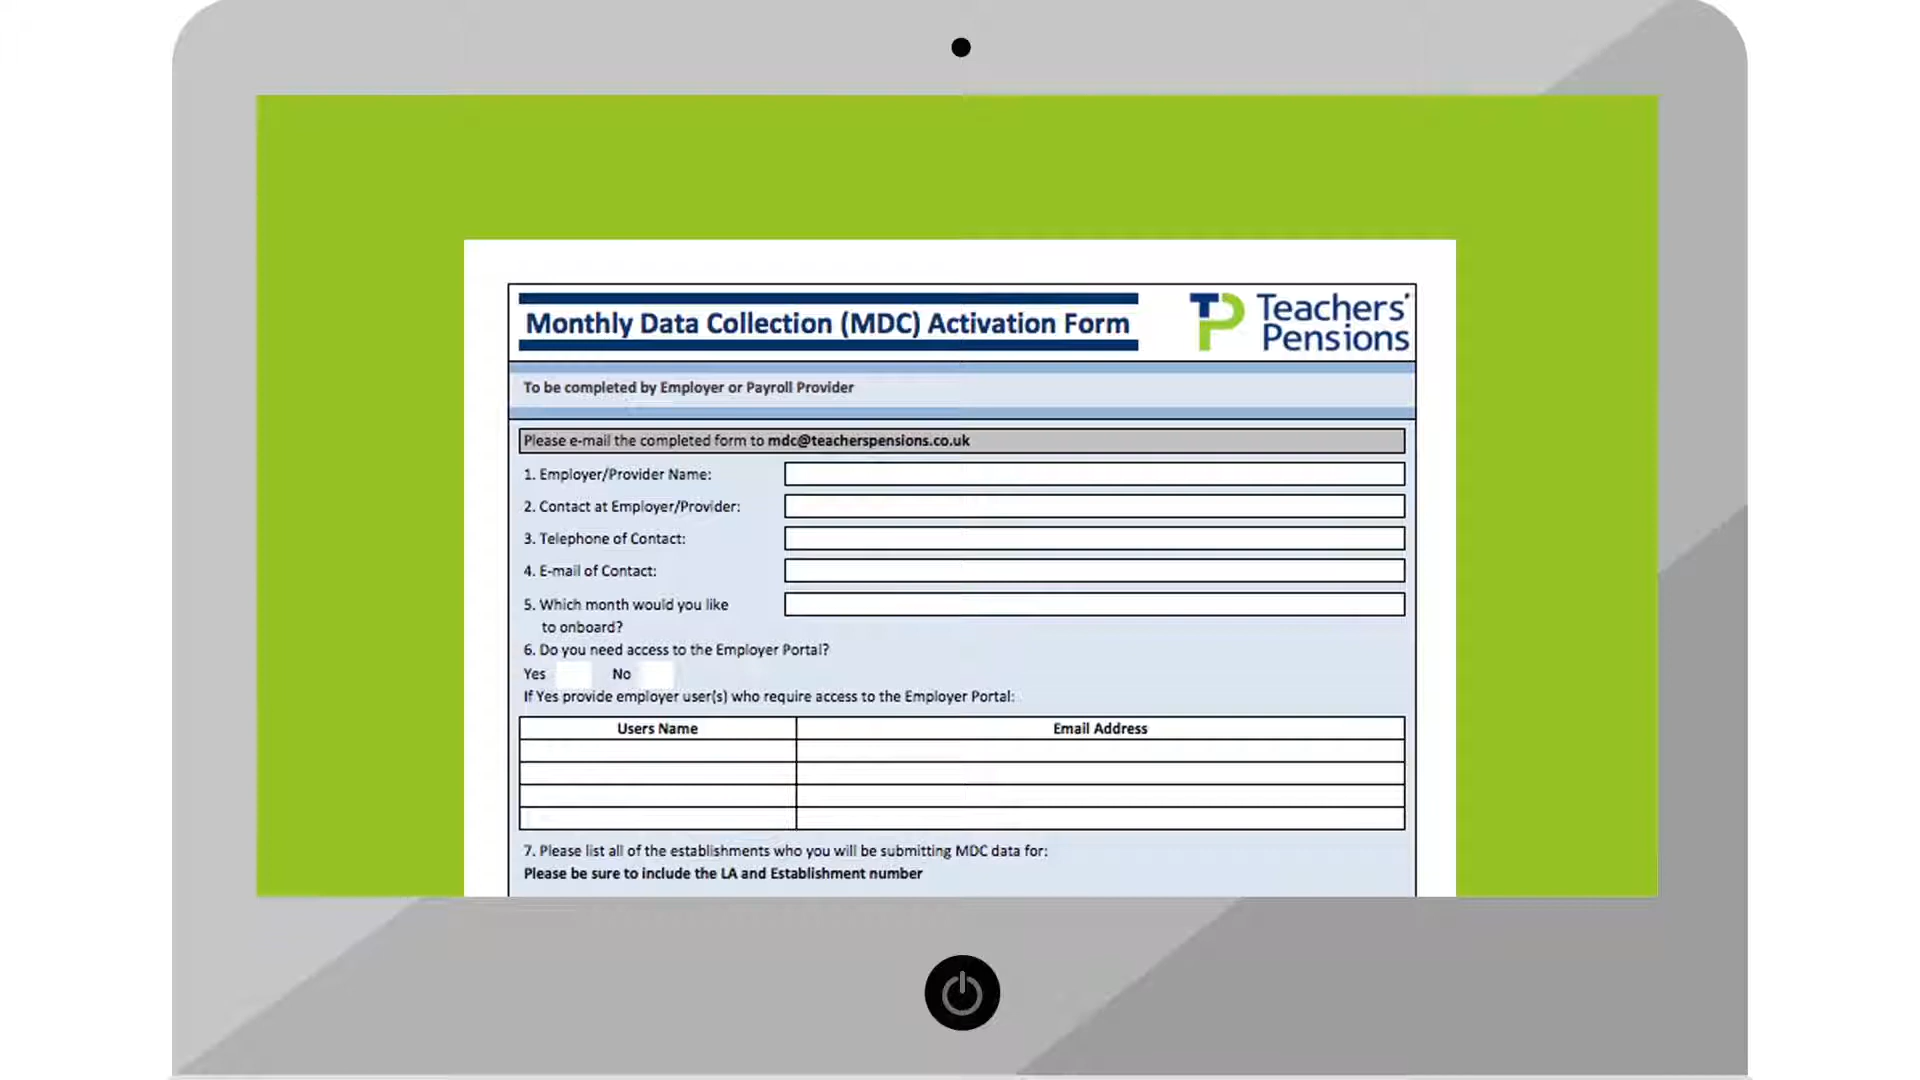 Monthly Data Collection (MDC) Activation Form
Teachers'
Pensions
To be completed by Employer or Payroll Provider
Please e-mail the completed form to mdc@teacherspensions.co.uk
1. Employer/Provider Name:
2. Contact at Employer/Provider:
3. Telephone of Contact:
4. E-mail of Contact:
5. Which month would you like
to onboard?
6. Do you need access to the Employer Portal?
Yes No
If Yes provide employer user(s) who require access to the Employer Portal:
Users Name Email Address
7. Please list all of the establishments who you will be submitting MDC data for:
Please be sure to include the LA and Establishment number